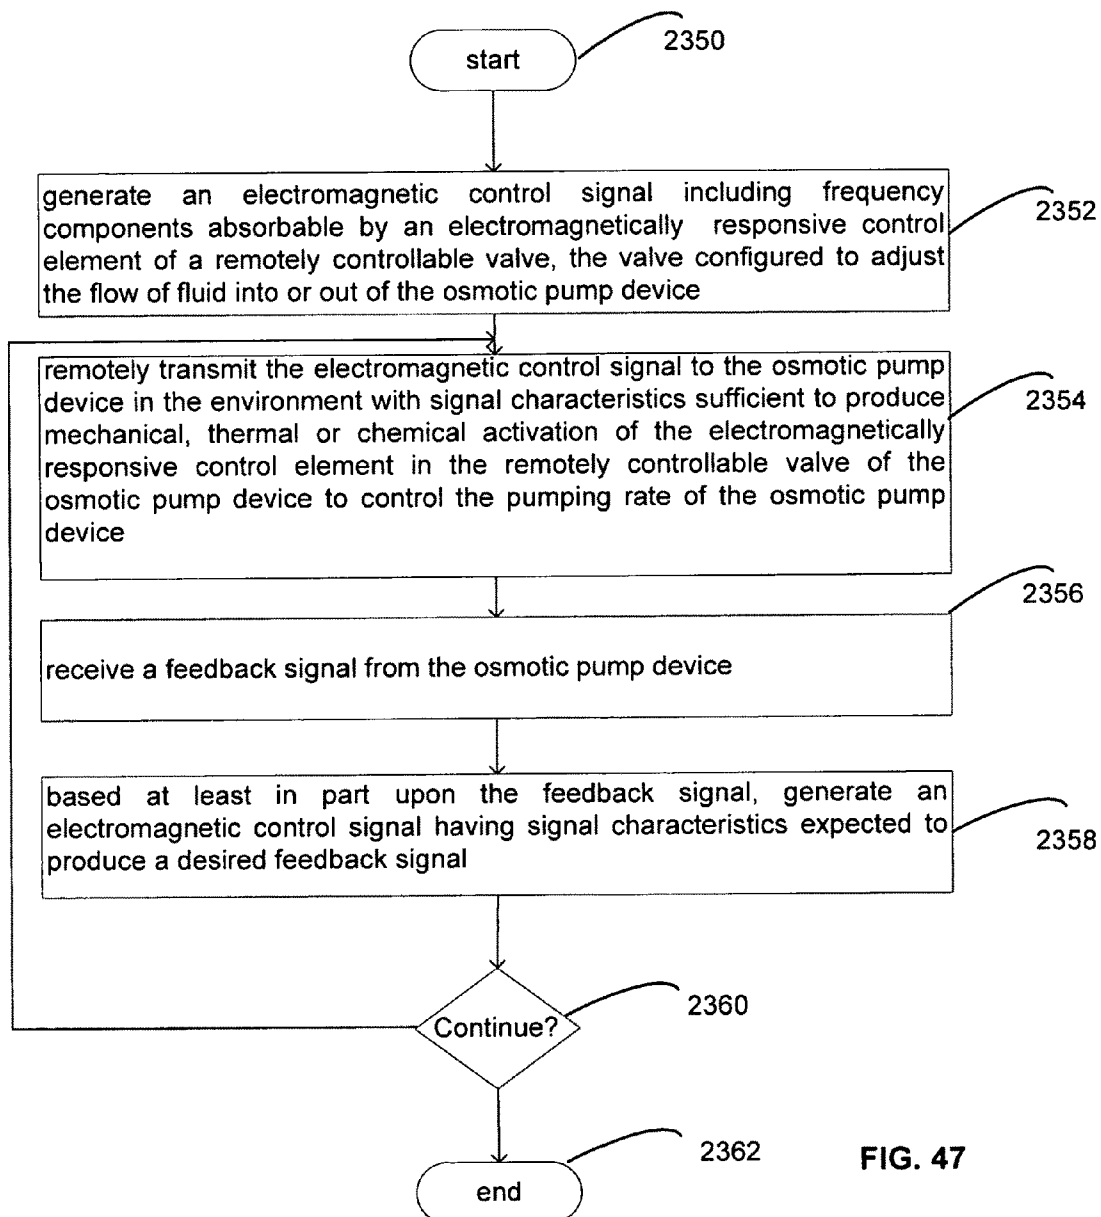 start
2350
generate an electromagnetic control signal including frequency
components absorbable by an electromagnetically responsive control
element of a remotely controllable valve, the valve configured to adjust
the flow of fluid into or out of the osmotic pump device
2352
remotely transmit the electromagnetic control signal to the osmotic pump
device in the environment with signal characteristics sufficient to produce
mechanical, thermal or chemical activation of the electromagnetically
responsive control element in the remotely controllable valve of the
osmotic pump device to control the pumping rate of the osmotic pump
device
2354
receive a feedback signal from the osmotic pump device
2356
based at least in part upon the feedback signal, generate an
electromagnetic control signal having signal characteristics expected to
produce a desired feedback signal
2358
Continue?
2360
end
2362
FIG. 47